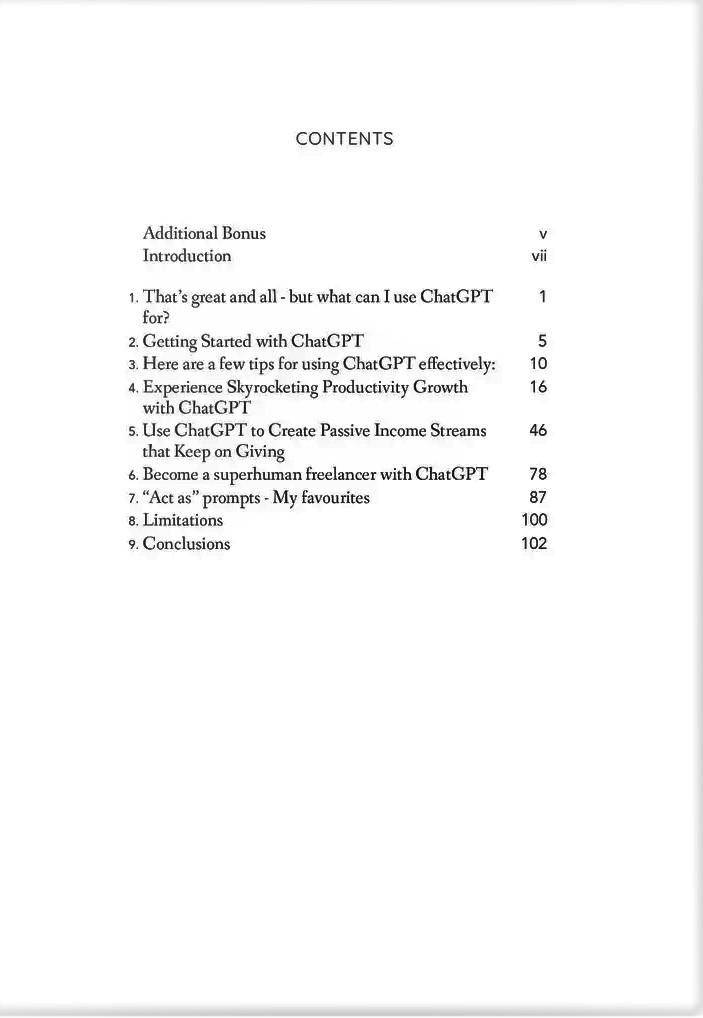 CONTENTS
Additional Bonus v
Introduction vii
1. That's great and all - but what can I use ChatGPT 1
for?
2. Getting Started with ChatGPT 5
3. Here are a few tips for using ChatGPT effectively: 10
4. Experience Skyrocketing Productivity Growth 16
with ChatGPT
5. Use ChatGPT to Create Passive Income Streams 46
that Keep on Giving
6. Become a superhuman freelancer with ChatGPT 78
7. “Act as” prompts - My favourites 87
8. Limitations 100
9. Conclusions 102